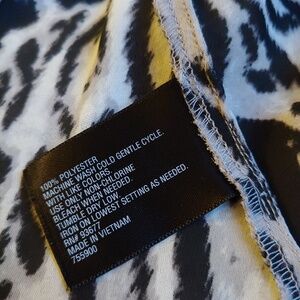 100% POLYESTER
MACHINE WASH COLD GENTLE CYCLE.
WITH LIKE COLORS
USE ONLY NON-CHLORINE
BLEACH WHEN NEEDED.
TUMBLE DRY LOW
IRON ON LOWEST SETTING AS NEEDED.
RN# 93677
MADE IN VIETNAM
755900